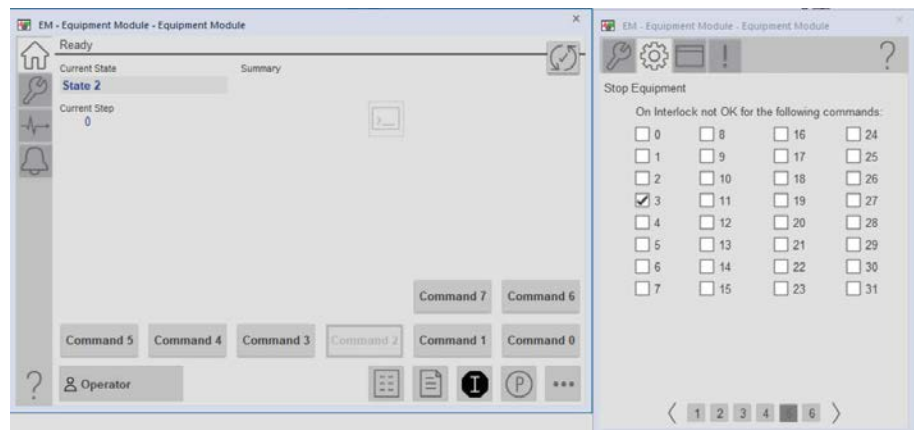 EM - Equipment Module - Equipment Module
Ready
Current State
Summary
State 2
Current Step
0
Command 7
Command 6
Command 5
Command 4
Command 3
Command 2
Command 1
Command 0
?
Operator
I
P
EM - Equipment Module - Equipment Module
?
Stop Equipment
On Interlock not OK for the following commands:
0 8 16 24
1 9 17 25
2 10 18 26
3 11 19 27
4 12 20 28
5 13 21 29
6 14 22 30
7 15 23 31
1 2 3 4 5 6